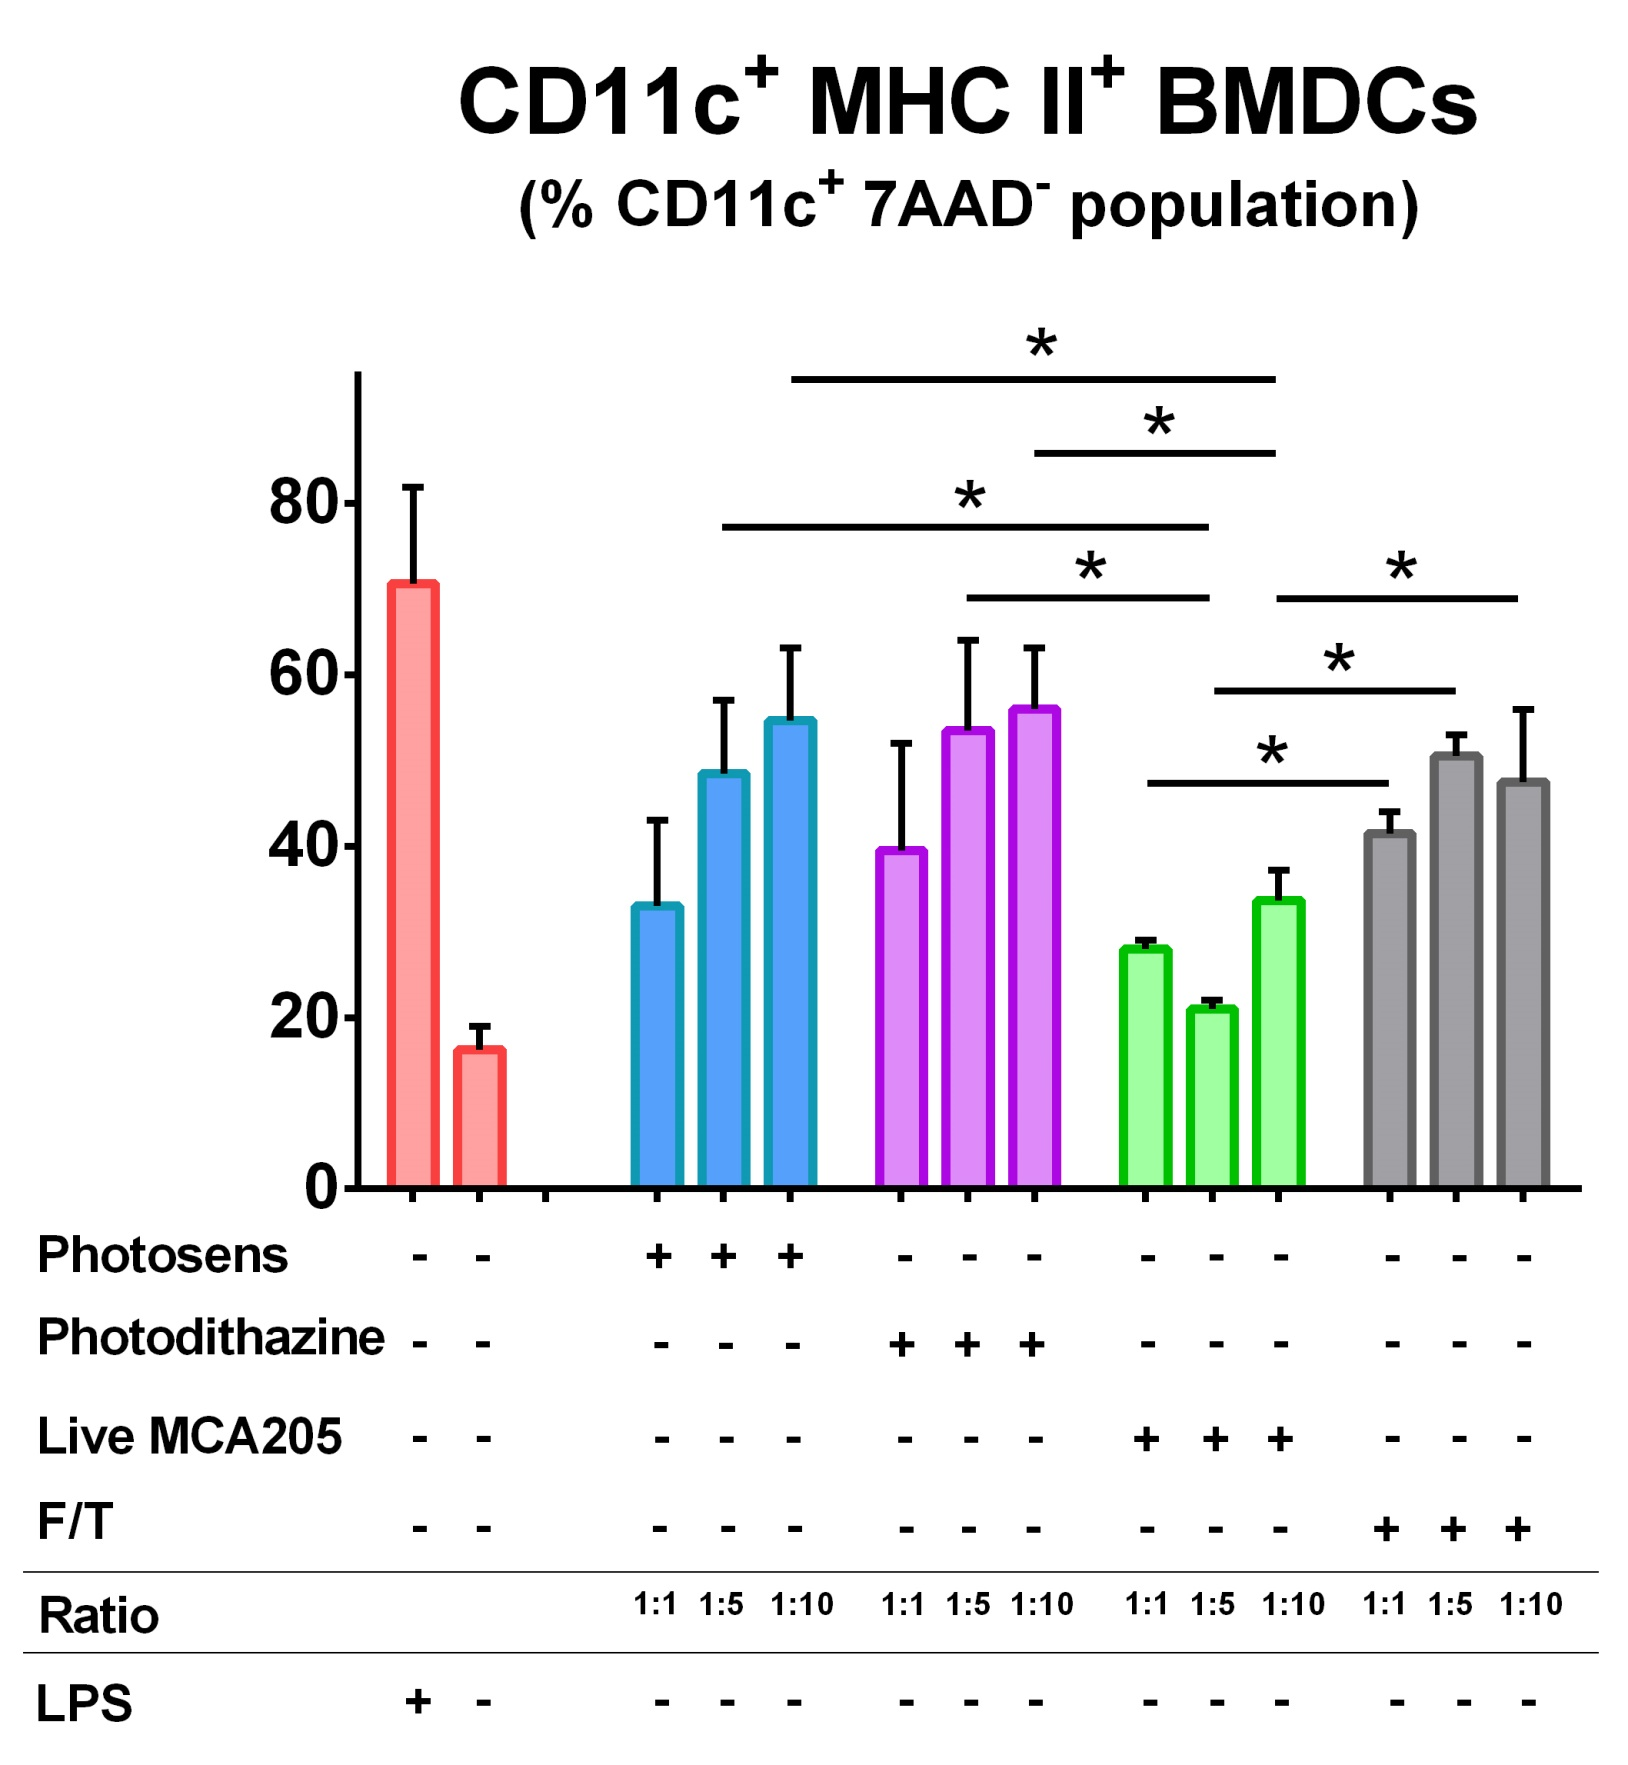 CD11c⁺ MHC II⁺ BMDCs
(% CD11c⁺ 7AAD⁻ population)
*
*
*
*
*
*
*
80
60
40
20
0
Photosens - - + + + - - - - - - - - -
Photodithazine - - - - - + + + - - - - - -
Live MCA205 - - - - - - - - + + + - - -
F/T - - - - - - - - - - - + + +
Ratio 1:1 1:5 1:10 1:1 1:5 1:10 1:1 1:5 1:10 1:1 1:5 1:10
LPS + - - - - - - - - - - - - -